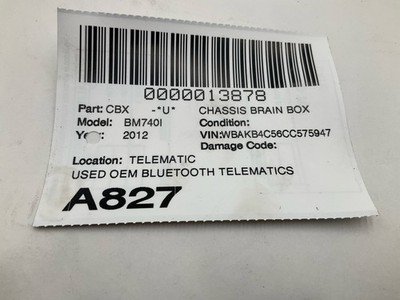 0000013878
Part: CBX -*U* CHASSIS BRAIN BOX
Model: BM740I Condition:
Year: 2012 VIN:WBAKB4C56CC575947
Damage Code:
Location: TELEMATIC
USED OEM BLUETOOTH TELEMATICS
A827